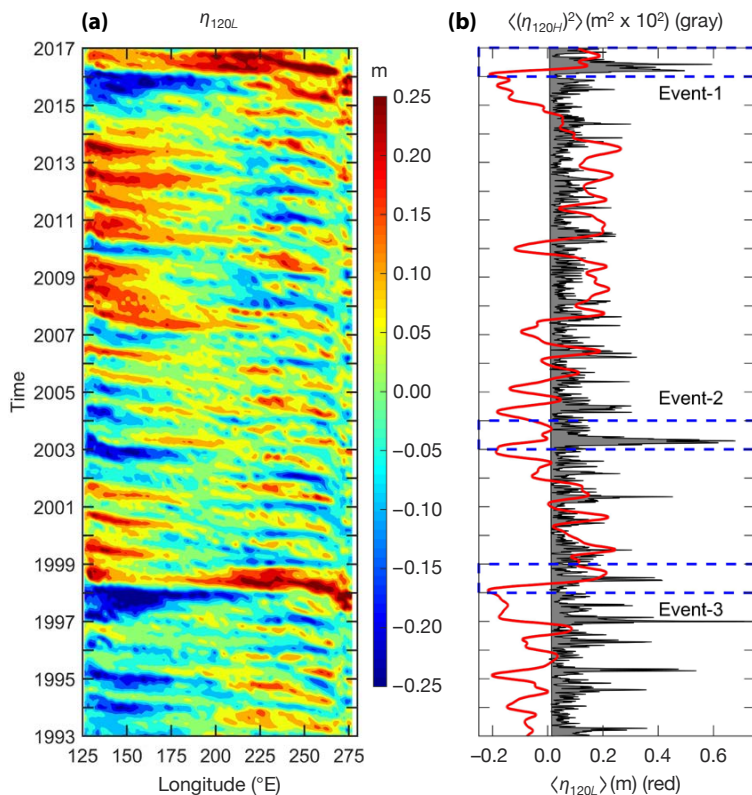 (a)
η120L
(b)
⟨(η120H)²⟩ (m² x 10²) (gray)
2017
2015
2013
2011
2009
2007
2005
2003
2001
1999
1997
1995
1993
Time
125 150 175 200 225 250 275
Longitude (°E)
m
0.25
0.20
0.15
0.10
0.05
0.00
−0.05
−0.10
−0.15
−0.20
−0.25
Event-1
Event-2
Event-3
−0.2 0.0 0.2 0.4 0.6
⟨η120L⟩ (m) (red)